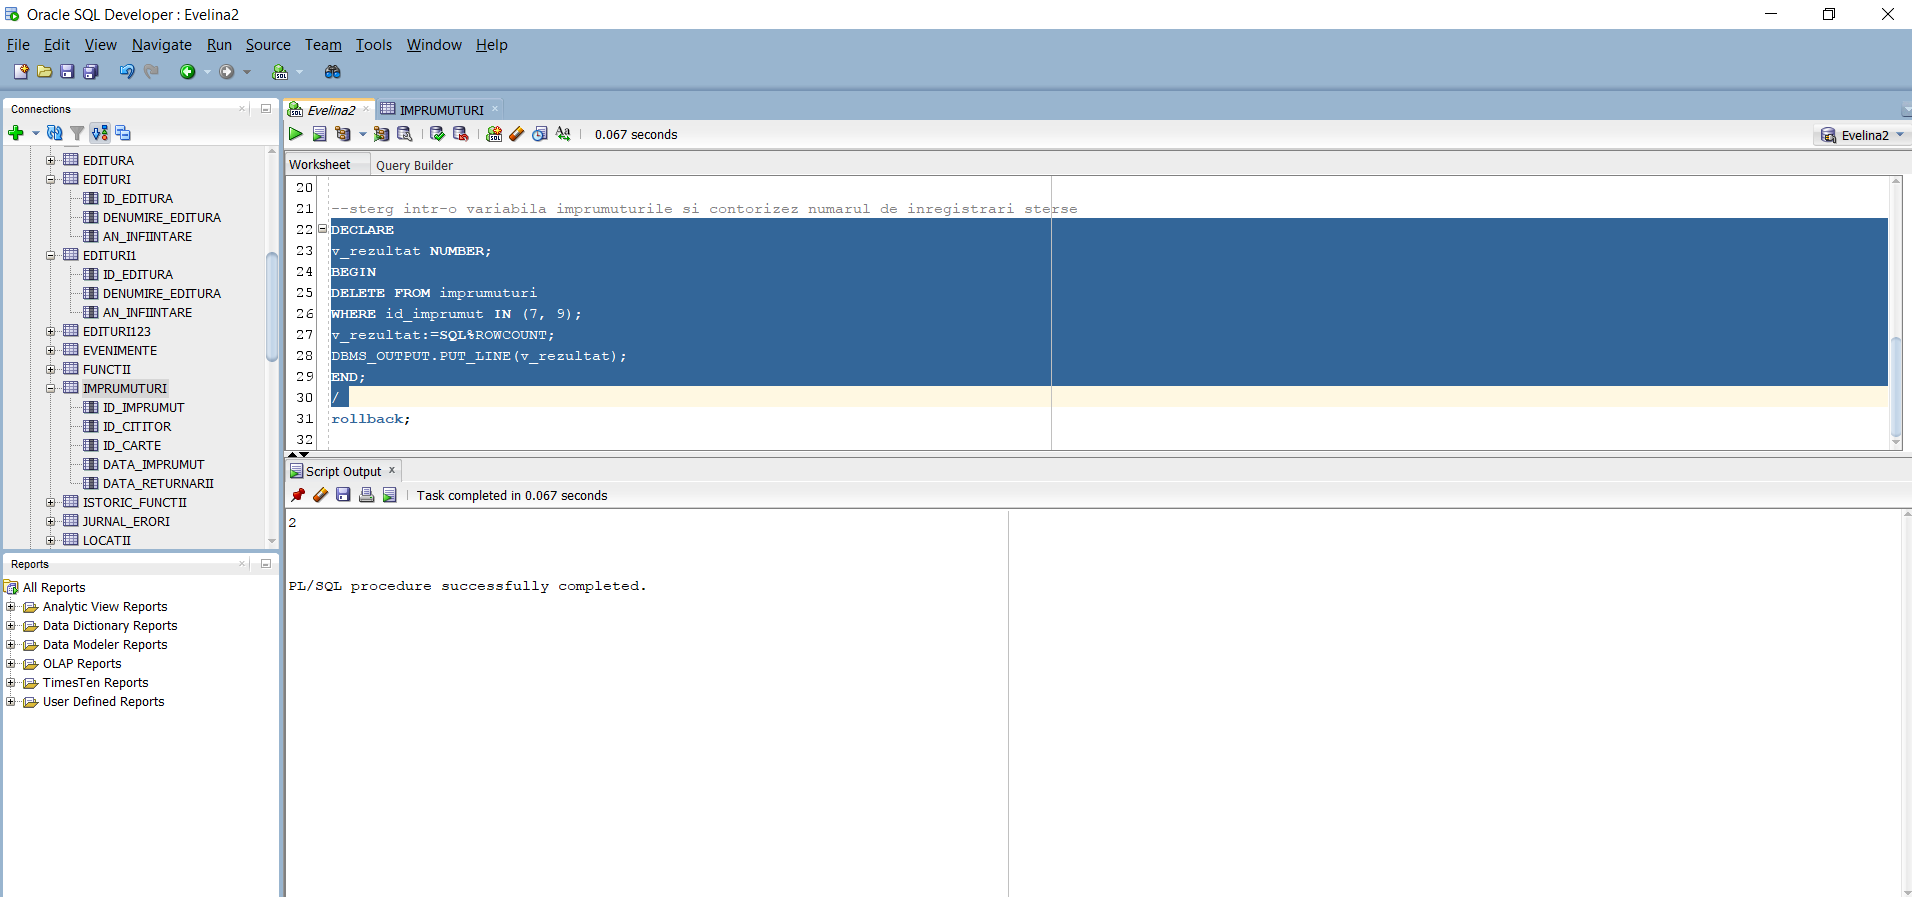 Oracle SQL Developer : Evelina2
File Edit View Navigate Run Source Team Tools Window Help
Connections
EDITURA
EDITURI
ID_EDITURA
DENUMIRE_EDITURA
AN_INFIINTARE
EDITURI1
ID_EDITURA
DENUMIRE_EDITURA
AN_INFIINTARE
EDITURI123
EVENIMENTE
FUNCTII
IMPRUMUTURI
ID_IMPRUMUT
ID_CITITOR
ID_CARTE
DATA_IMPRUMUT
DATA_RETURNARII
ISTORIC_FUNCTII
JURNAL_ERORI
LOCATII
Reports
All Reports
Analytic View Reports
Data Dictionary Reports
Data Modeler Reports
OLAP Reports
TimesTen Reports
User Defined Reports
Evelina2 IMPRUMUTURI
0.067 seconds
Evelina2
Worksheet Query Builder
20
21 --sterg intr-o variabila imprumuturile si contorizez numarul de inregistrari sterse
22 DECLARE
23 v_rezultat NUMBER;
24 BEGIN
25 DELETE FROM imprumuturi
26 WHERE id_imprumut IN (7, 9);
27 v_rezultat:=SQL%ROWCOUNT;
28 DBMS_OUTPUT.PUT_LINE(v_rezultat);
29 END;
30 /
31 rollback;
32
Script Output
Task completed in 0.067 seconds
2
PL/SQL procedure successfully completed.